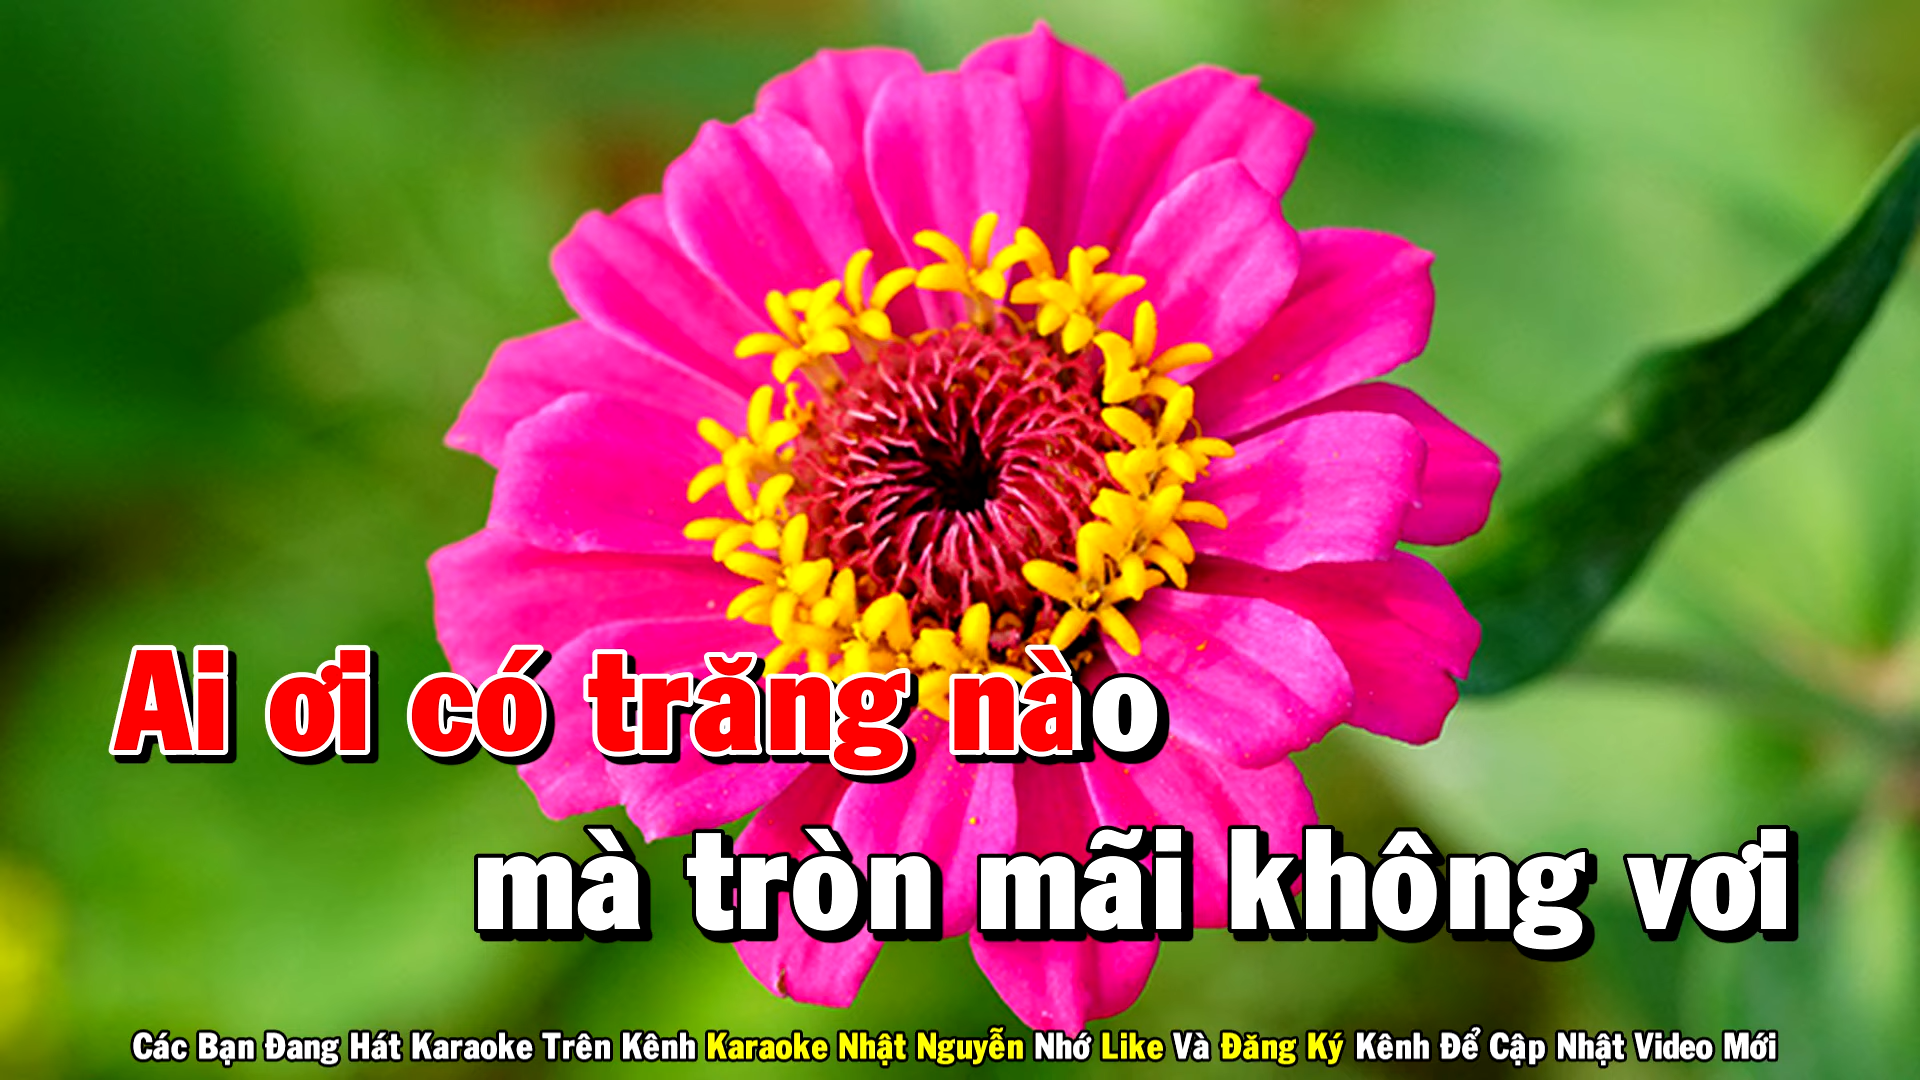 Ai ơi có trăng nào
mà tròn mãi không vơi
Các Bạn Đang Hát Karaoke Trên Kênh Karaoke Nhật Nguyễn Nhớ Like Và Đăng Ký Kênh Để Cập Nhật Video Mới